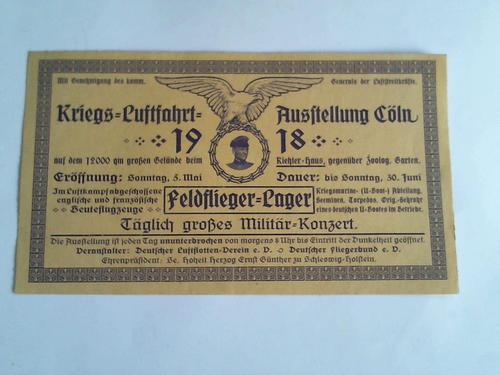 Mit Genehmigung des komm. Generals der Luftstreitkräfte.
Kriegs=Luftfahrt= Ausstellung Cöln
19 18
auf dem 12000 qm großen Gelände beim Riehler=Haus, gegenüber Zoolog. Garten.
Eröffnung: Sonntag, 5. Mai Dauer: bis Sonntag, 30. Juni
Im Luftkampf abgeschossene
englische und französische
Beuteflugzeuge
Feldflieger=Lager
Kriegsmarine= (U=Boot=) Abteilung.
Seeminen. Torpedos. Orig.=Sehrohr
eines deutschen U=Bootes im Betriebe.
Täglich großes Militär=Konzert.
Die Ausstellung ist jeden Tag ununterbrochen von morgens 8 Uhr bis Eintritt der Dunkelheit geöffnet.
Veranstalter: Deutscher Luftflotten=Verein e. V. Deutscher Fliegerbund e. V.
Ehrenpräsident: Se. Hoheit Herzog Ernst Günther zu Schleswig=Holstein.